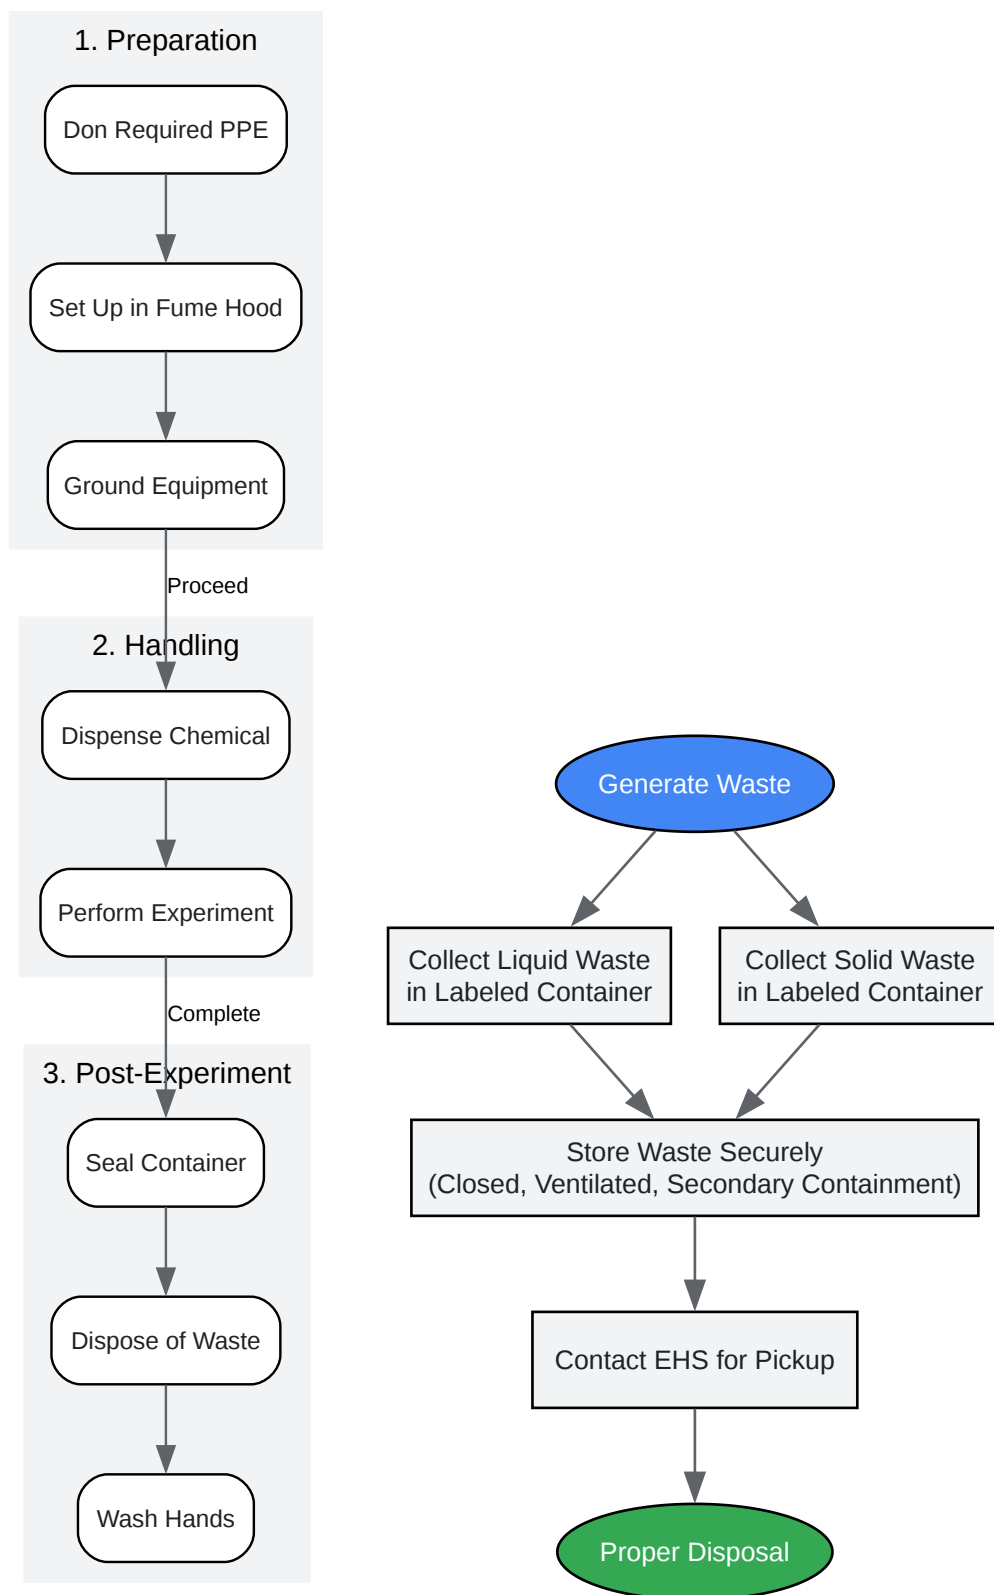 1. Preparation
Don Required PPE
Set Up in Fume Hood
Ground Equipment
Proceed
2. Handling
Dispense Chemical
Perform Experiment
Complete
3. Post-Experiment
Seal Container
Dispose of Waste
Wash Hands
Generate Waste
Collect Liquid Waste
in Labeled Container
Collect Solid Waste
in Labeled Container
Store Waste Securely
(Closed, Ventilated, Secondary Containment)
Contact EHS for Pickup
Proper Disposal